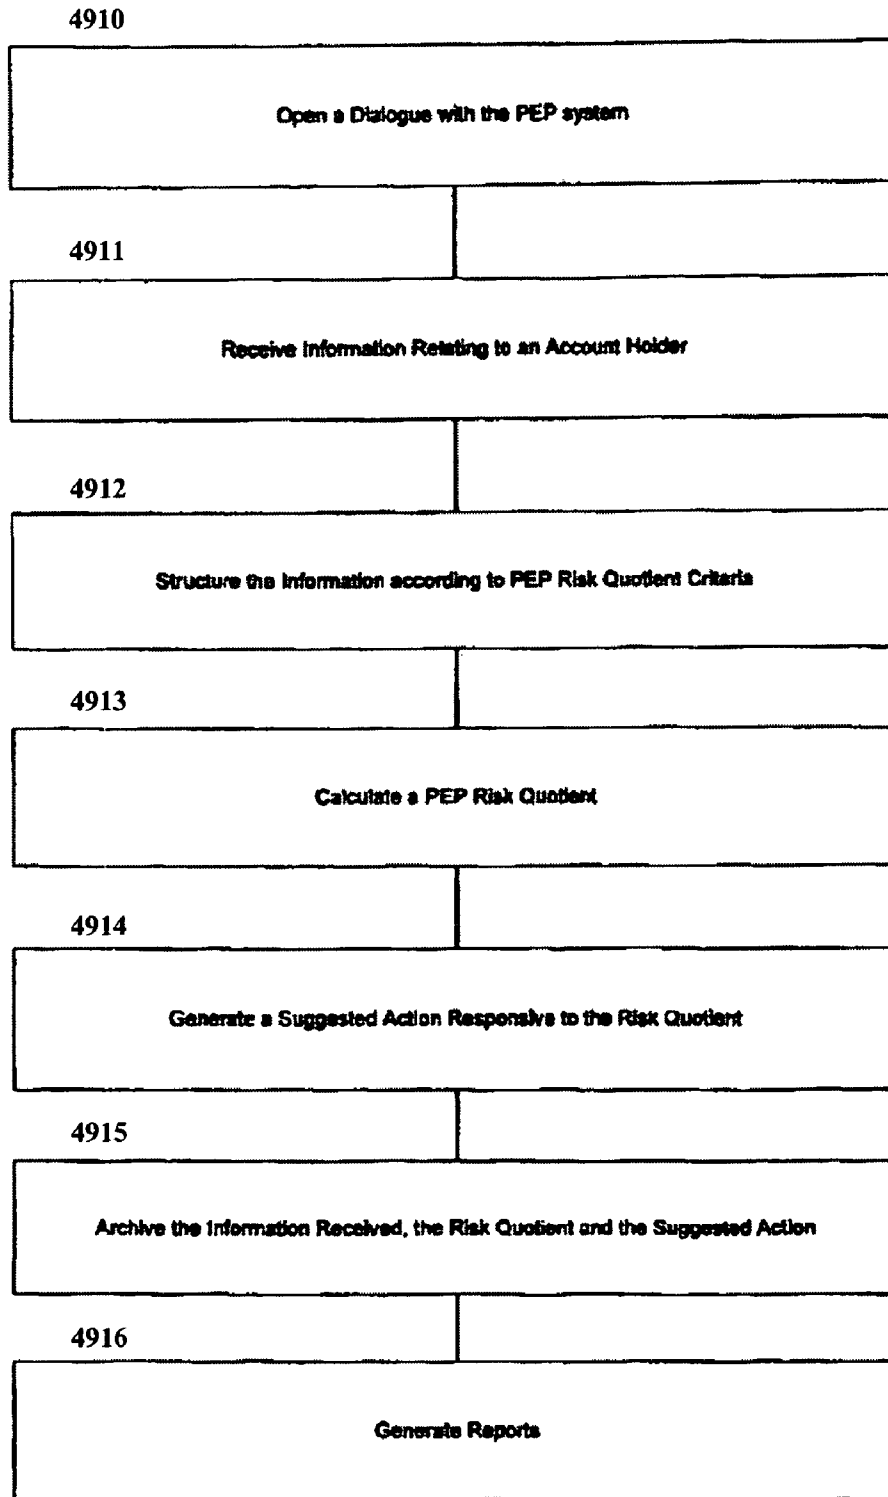 4910
Open a Dialogue with the PEP system
4911
Receive Information Relating to an Account Holder
4912
Structure the Information according to PEP Risk Quotient Criteria
4913
Calculate a PEP Risk Quotient
4914
Generate a Suggested Action Responsive to the Risk Quotient
4915
Archive the Information Received, the Risk Quotient and the Suggested Action
4916
Generate Reports